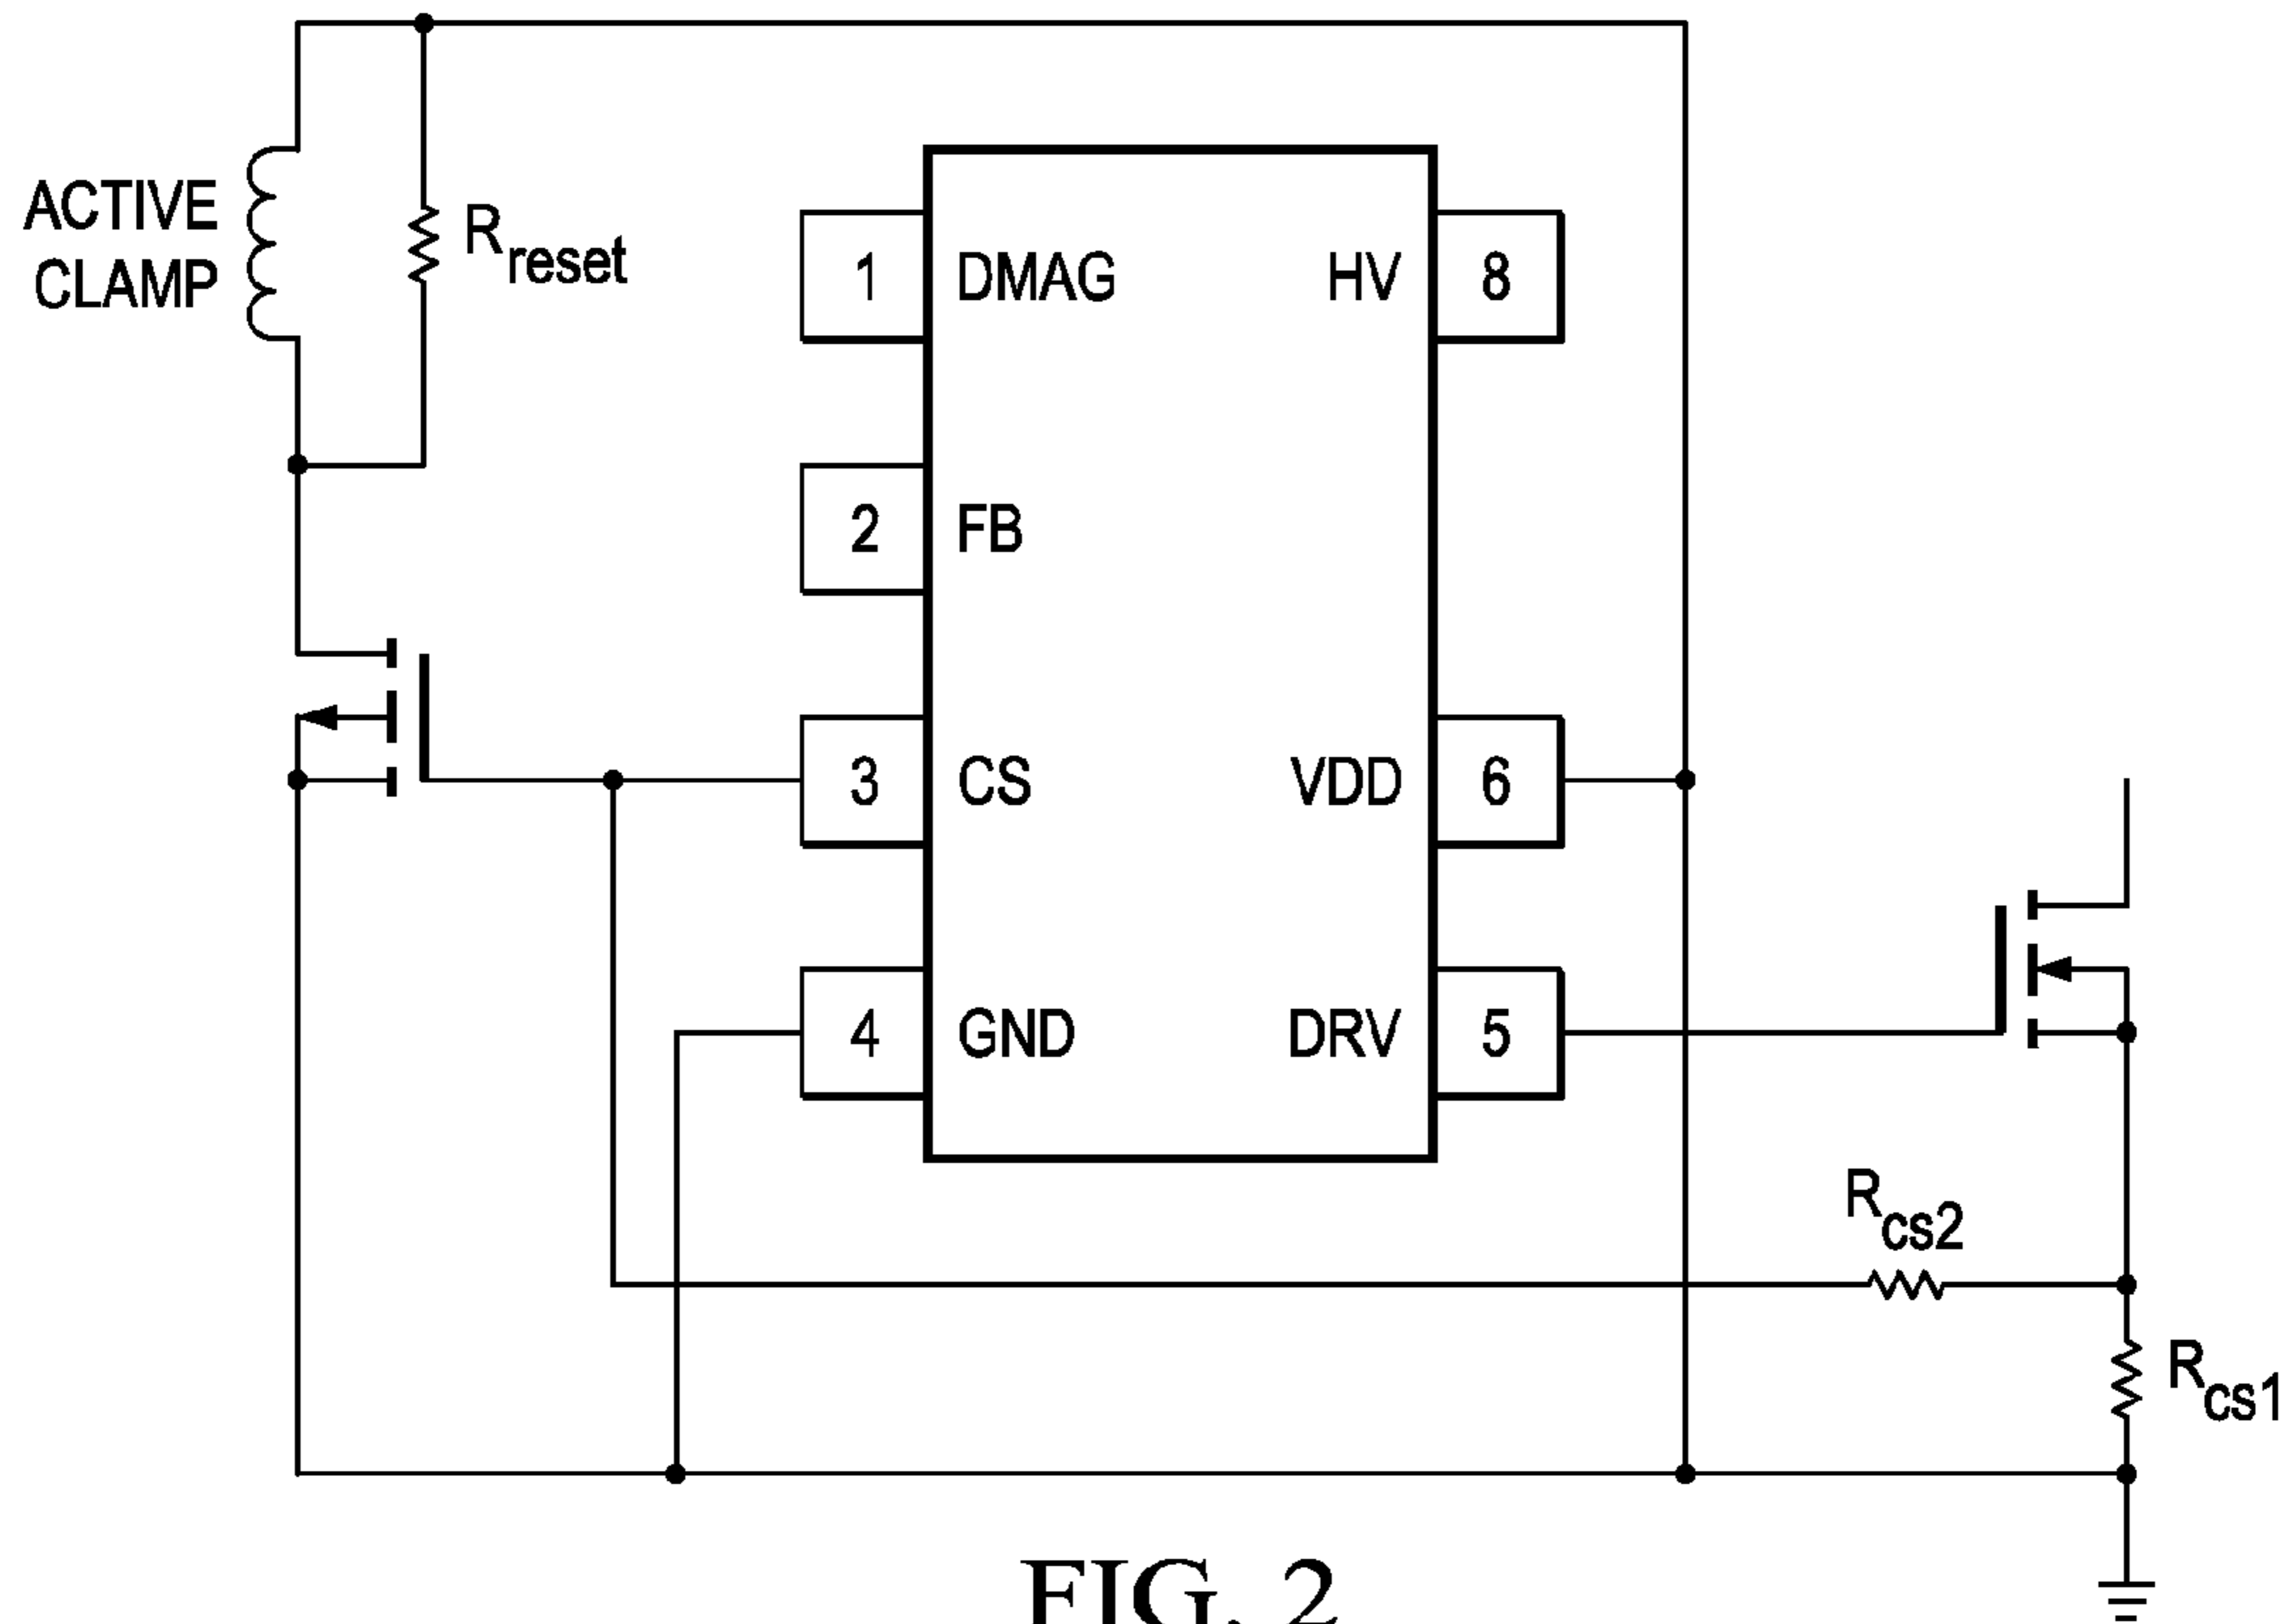 ACTIVE
CLAMP
Rreset
1 DMAG HV 8
2 FB
3 CS VDD 6
4 GND DRV 5
Rcs2
Rcs1
FIG. 2